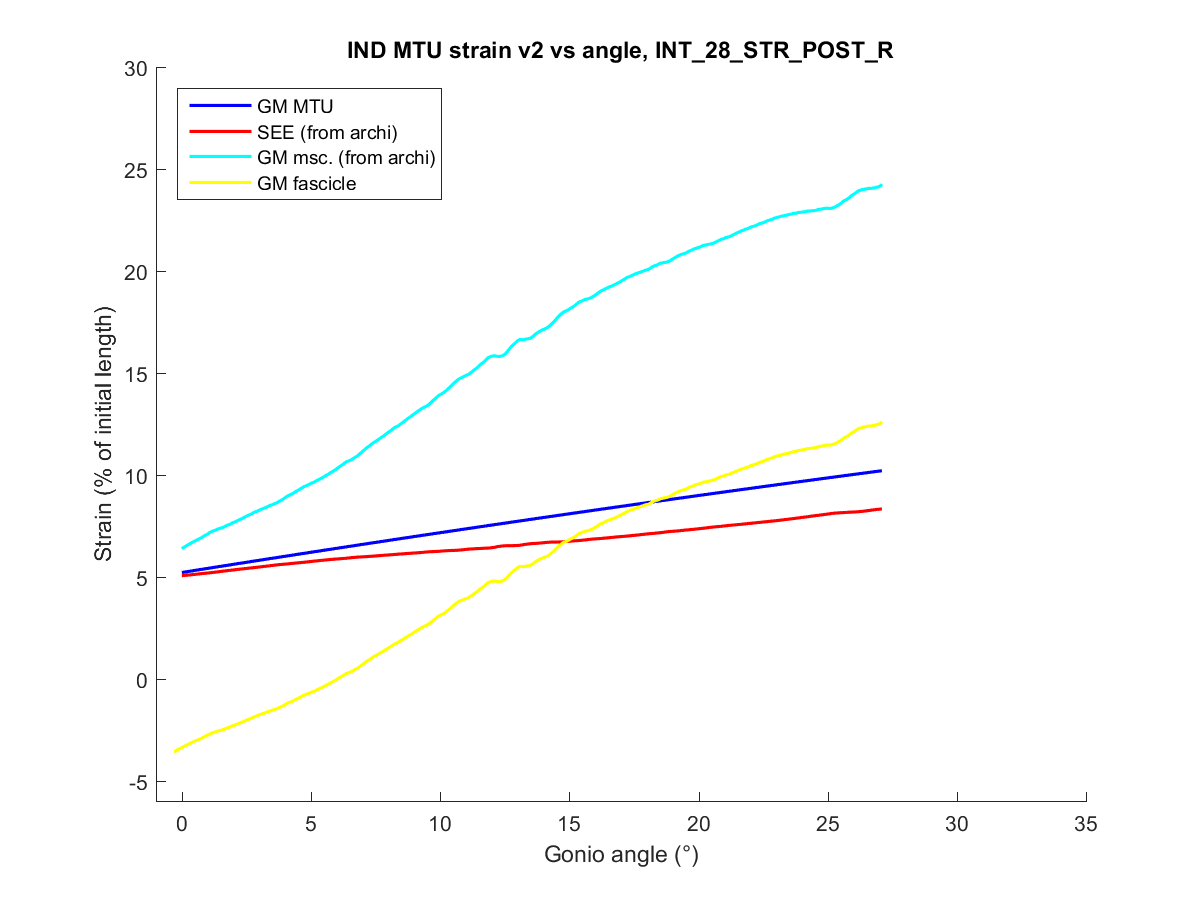 IND MTU strain v2 vs angle, INT_28_STR_POST_R
30
25
20
15
10
5
0
-5
Strain (% of initial length)
GM MTU
SEE (from archi)
GM msc. (from archi)
GM fascicle
0 5 10 15 20 25 30 35
Gonio angle (°)